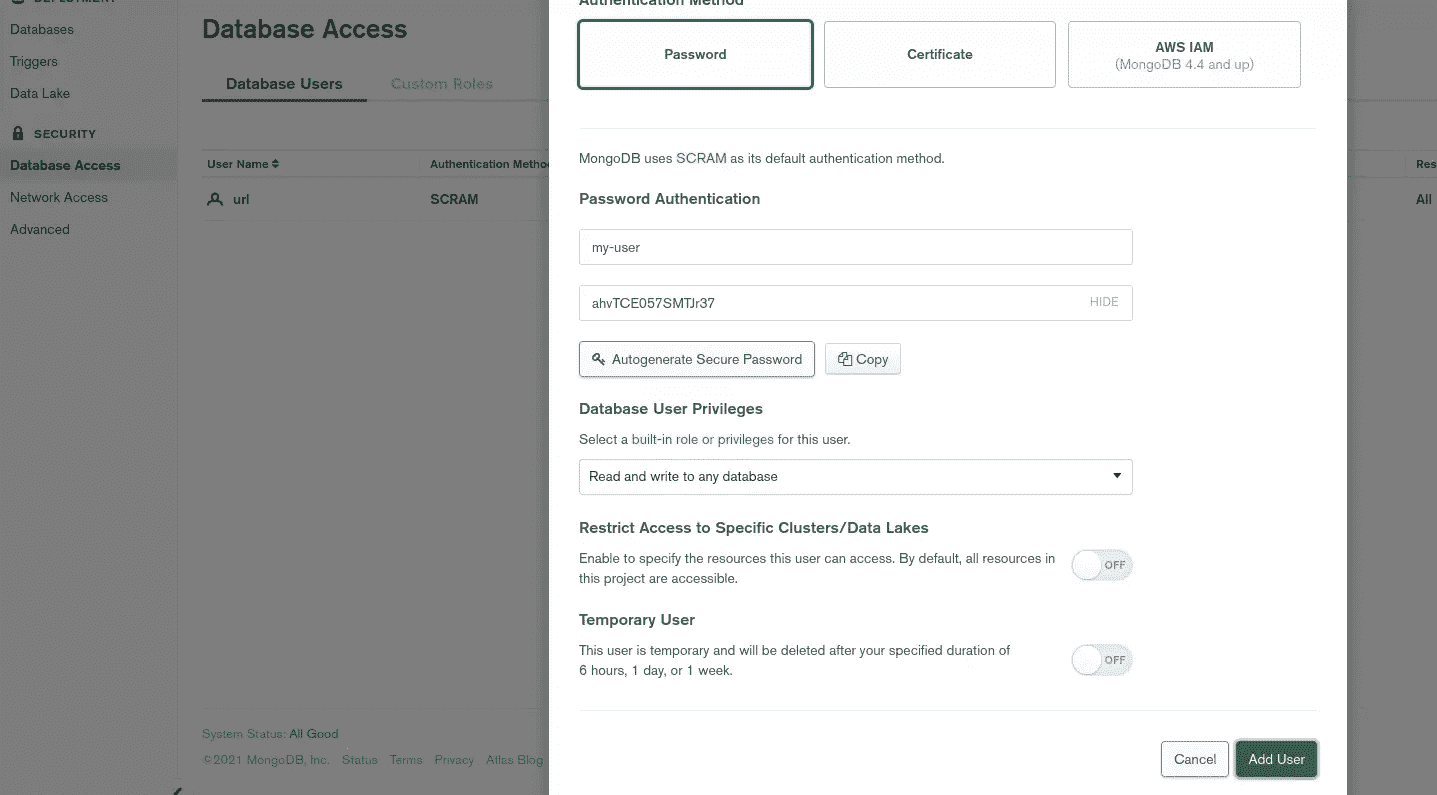 DEPLOYMENT
Databases
Triggers
Data Lake
SECURITY
Database Access
Network Access
Advanced
Database Access
Database Users
Custom Roles
User Name
Authentication Metho
Res
url
SCRAM
All
System Status: All Good
©2021 MongoDB, Inc. Status Terms Privacy Atlas Blog
Authentication Method
Password
Certificate
AWS IAM
(MongoDB 4.4 and up)
MongoDB uses SCRAM as its default authentication method.
Password Authentication
my-user
ahvTCE057SMTJr37
HIDE
Autogenerate Secure Password
Copy
Database User Privileges
Select a built-in role or privileges for this user.
Read and write to any database
Restrict Access to Specific Clusters/Data Lakes
Enable to specify the resources this user can access. By default, all resources in
this project are accessible.
OFF
Temporary User
This user is temporary and will be deleted after your specified duration of
6 hours, 1 day, or 1 week.
OFF
Cancel
Add User